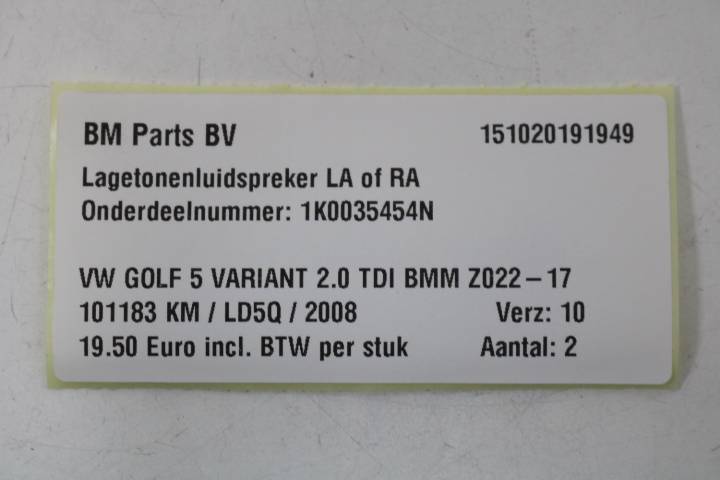 BM Parts BV 151020191949
Lagetonenluidspreker LA of RA
Onderdeelnummer: 1K0035454N
VW GOLF 5 VARIANT 2.0 TDI BMM Z022 – 17
101183 KM / LD5Q / 2008 Verz: 10
19.50 Euro incl. BTW per stuk Aantal: 2